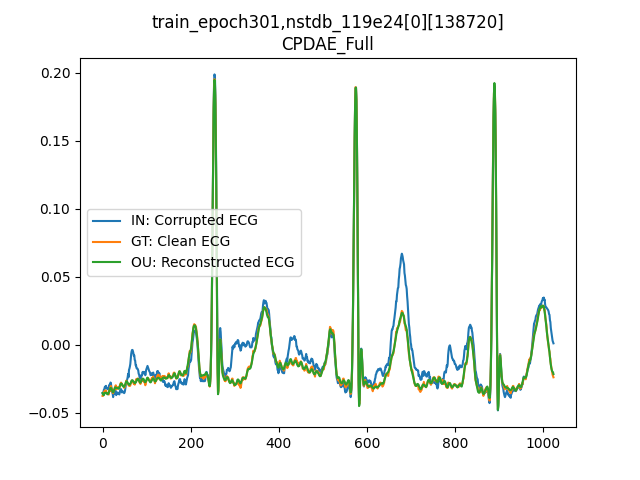 train_epoch301,nstdb_119e24[0][138720]
CPDAE_Full
0.20
0.15
0.10
0.05
0.00
−0.05
IN: Corrupted ECG
GT: Clean ECG
OU: Reconstructed ECG
0
200
400
600
800
1000